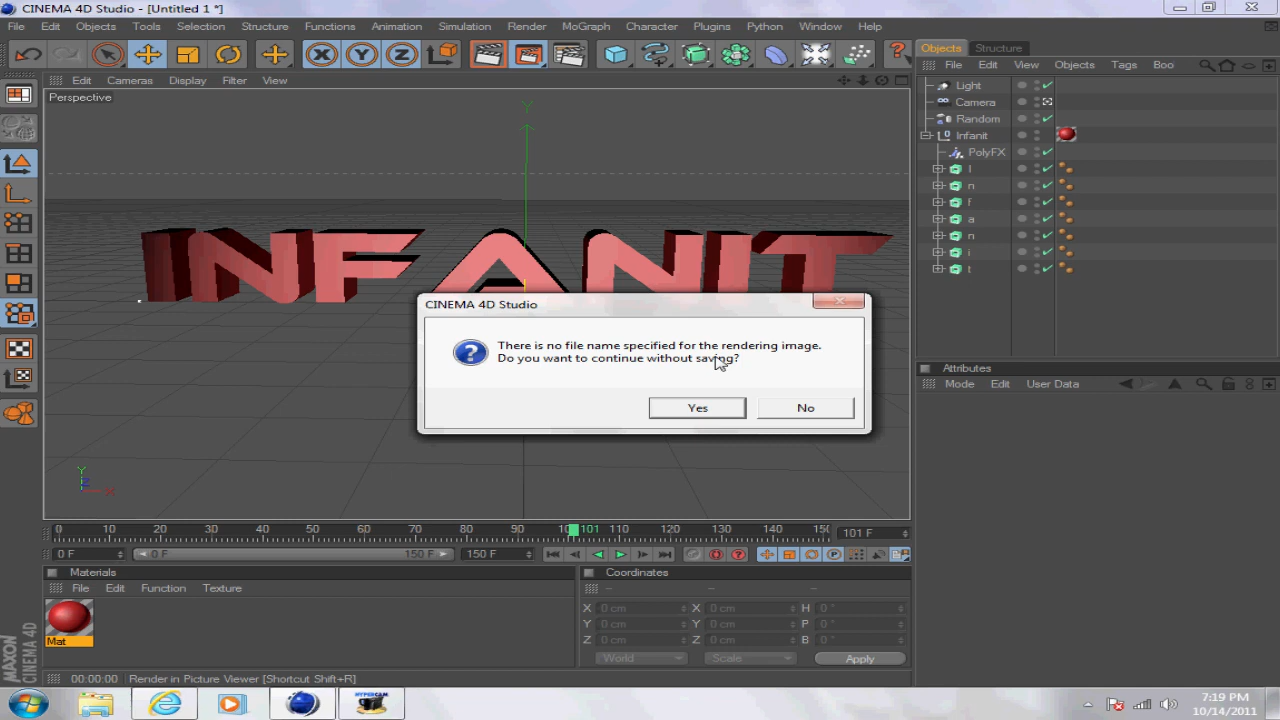 CINEMA 4D Studio - [Untitled 1 *]
File Edit Objects Tools Selection Structure Functions Animation Simulation Render MoGraph Character Plugins Python Window Help
Objects Structure
File Edit View Objects Tags Boo
Edit Cameras Display Filter View
Perspective
Y
Light
Camera
Random
Infanit
PolyFX
I
n
f
a
n
i
t
INFANIT
CINEMA 4D Studio
There is no file name specified for the rendering image.
Do you want to continue without saving?
Yes No
Attributes
Mode Edit User Data
Y
Z
X
0 10 20 30 40 50 60 70 80 90 10 101 110 120 130 140 15 101 F
0 F 0 F 150 F 150 F
Materials
File Edit Function Texture
Mat
Coordinates
-- -- --
X 0 cm X 0 cm H 0 °
Y 0 cm Y 0 cm P 0 °
Z 0 cm Z 0 cm B 0 °
World Scale Apply
MAXON
CINEMA 4D
00:00:00 Render in Picture Viewer [Shortcut Shift+R]
HYPERCAM
7:19 PM
10/14/2011